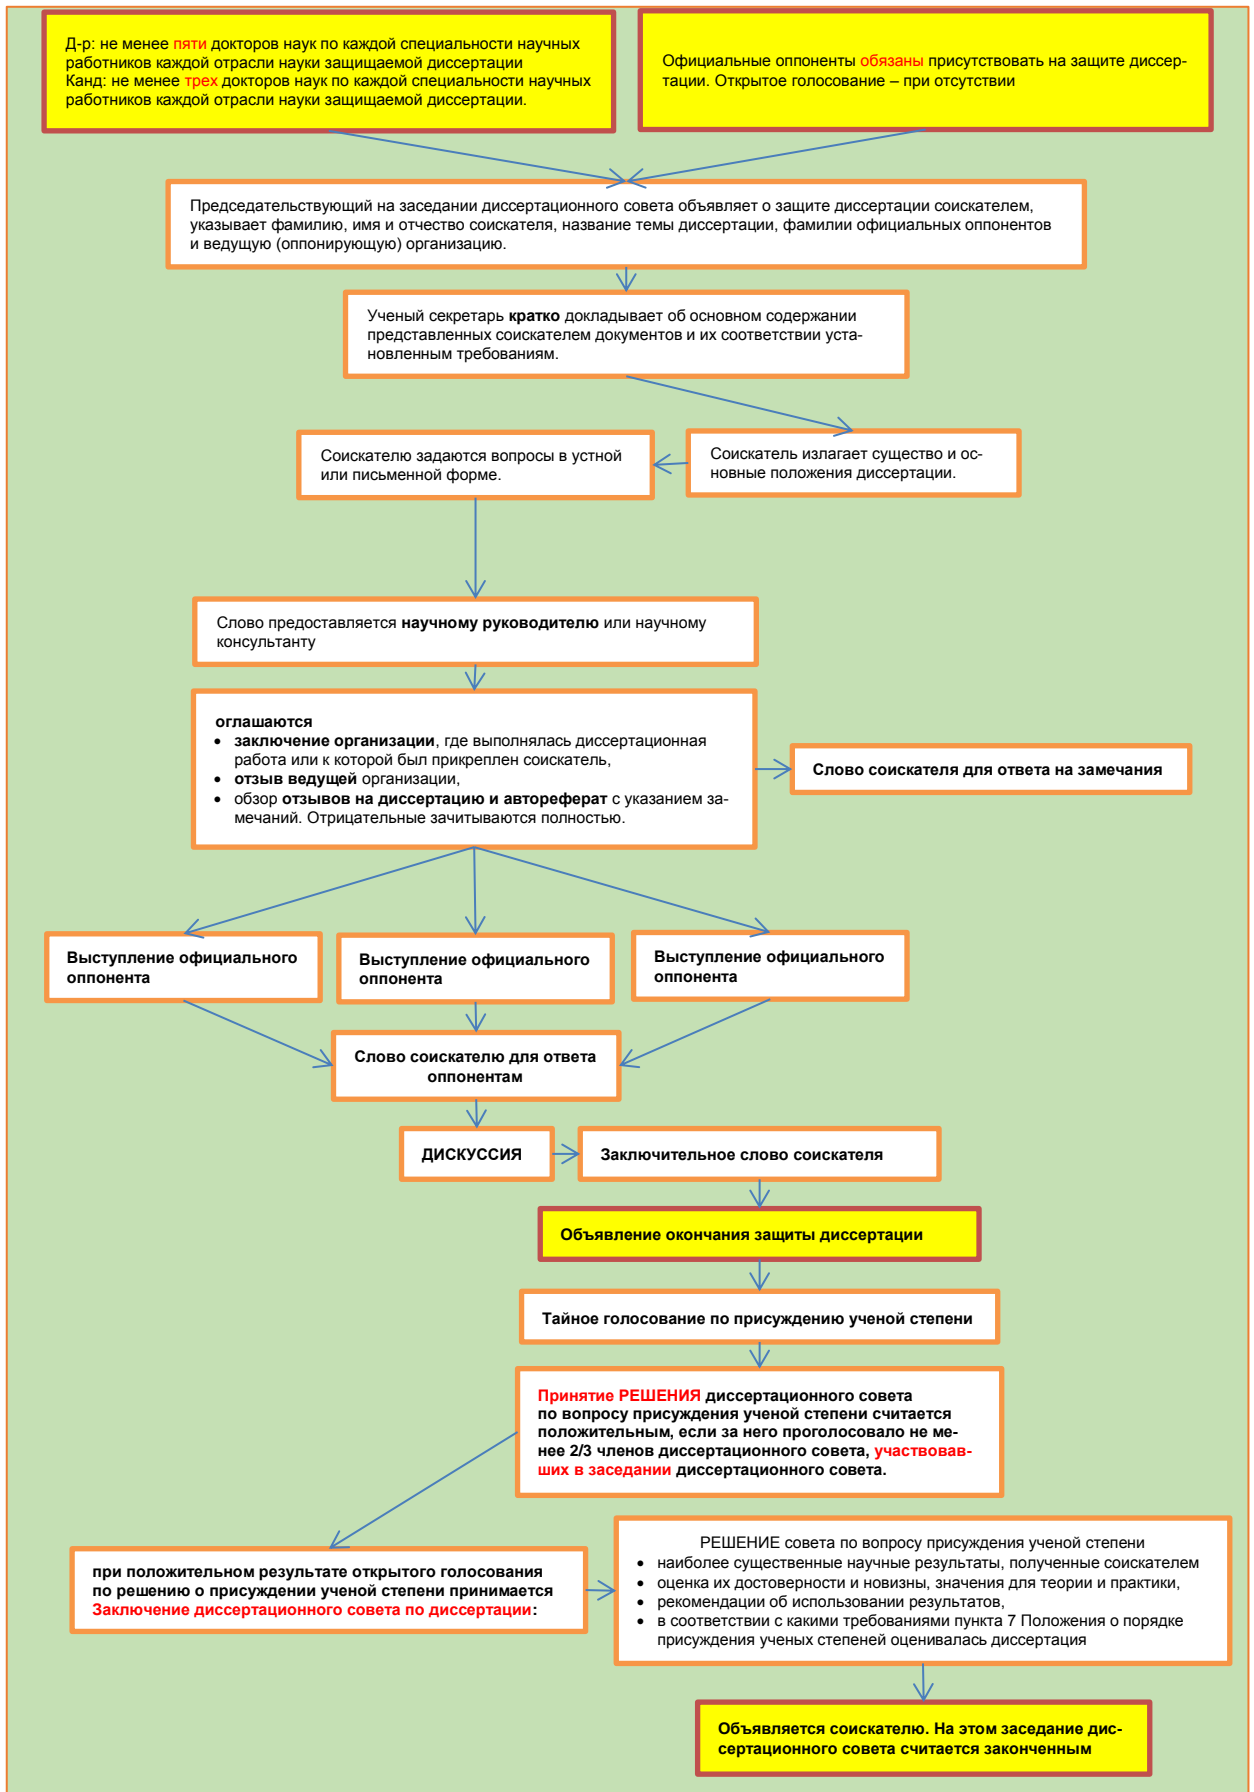 Д-р: не менее пяти докторов наук по каждой специальности научных
работников каждой отрасли науки защищаемой диссертации
Канд: не менее трех докторов наук по каждой специальности научных
работников каждой отрасли науки защищаемой диссертации.
Официальные оппоненты обязаны присутствовать на защите диссер-
тации. Открытое голосование – при отсутствии
Председательствующий на заседании диссертационного совета объявляет о защите диссертации соискателем,
указывает фамилию, имя и отчество соискателя, название темы диссертации, фамилии официальных оппонентов
и ведущую (оппонирующую) организацию.
Ученый секретарь кратко докладывает об основном содержании
представленных соискателем документов и их соответствии уста-
новленным требованиям.
Соискатель излагает существо и ос-
новные положения диссертации.
Соискателю задаются вопросы в устной
или письменной форме.
Слово предоставляется научному руководителю или научному
консультанту
оглашаются
• заключение организации, где выполнялась диссертационная
работа или к которой был прикреплен соискатель,
• отзыв ведущей организации,
• обзор отзывов на диссертацию и автореферат с указанием за-
мечаний. Отрицательные зачитываются полностью.
Слово соискателя для ответа на замечания
Выступление официального
оппонента
Выступление официального
оппонента
Выступление официального
оппонента
Слово соискателю для ответа
оппонентам
ДИСКУССИЯ
Заключительное слово соискателя
Объявление окончания защиты диссертации
Тайное голосование по присуждению ученой степени
Принятие РЕШЕНИЯ диссертационного совета
по вопросу присуждения ученой степени считается
положительным, если за него проголосовало не ме-
нее 2/3 членов диссертационного совета, участвовав-
ших в заседании диссертационного совета.
при положительном результате открытого голосования
по решению о присуждении ученой степени принимается
Заключение диссертационного совета по диссертации:
РЕШЕНИЕ совета по вопросу присуждения ученой степени
• наиболее существенные научные результаты, полученные соискателем
• оценка их достоверности и новизны, значения для теории и практики,
• рекомендации об использовании результатов,
• в соответствии с какими требованиями пункта 7 Положения о порядке
присуждения ученых степеней оценивалась диссертация
Объявляется соискателю. На этом заседание дис-
сертационного совета считается законченным